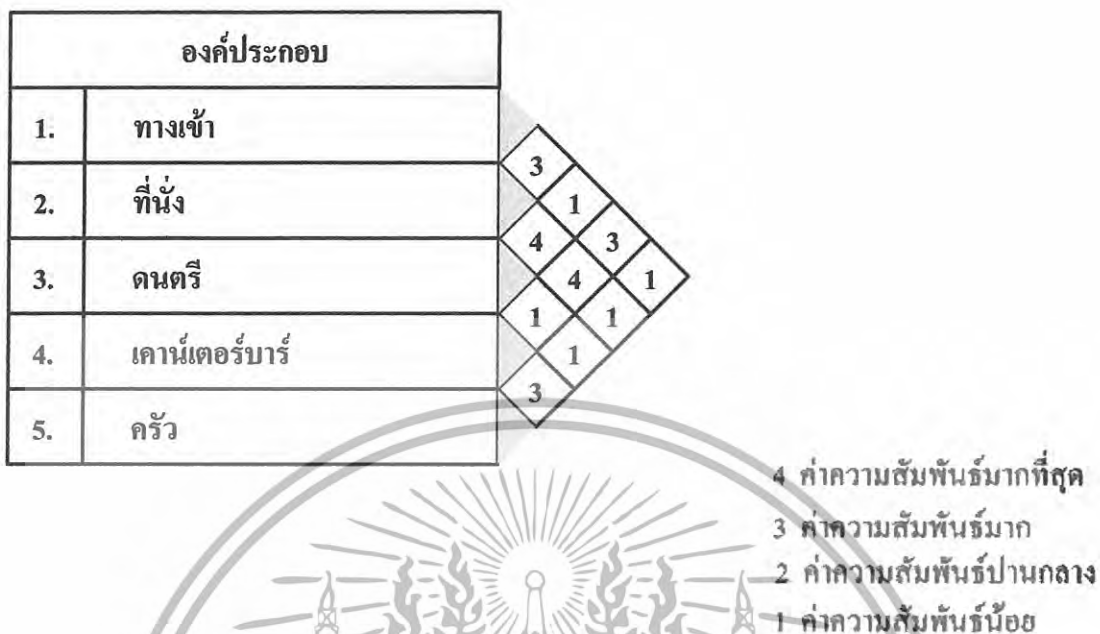 องค์ประกอบ
1. ทางเข้า
2. ที่นั่ง
3. ดนตรี
4. เคาน์เตอร์บาร์
5. ครัว
3
1
4 3
4 1
1 1
1
3
4 ค่าความสัมพันธ์มากที่สุด
3 ค่าความสัมพันธ์มาก
2 ค่าความสัมพันธ์ปานกลาง
1 ค่าความสัมพันธ์น้อย